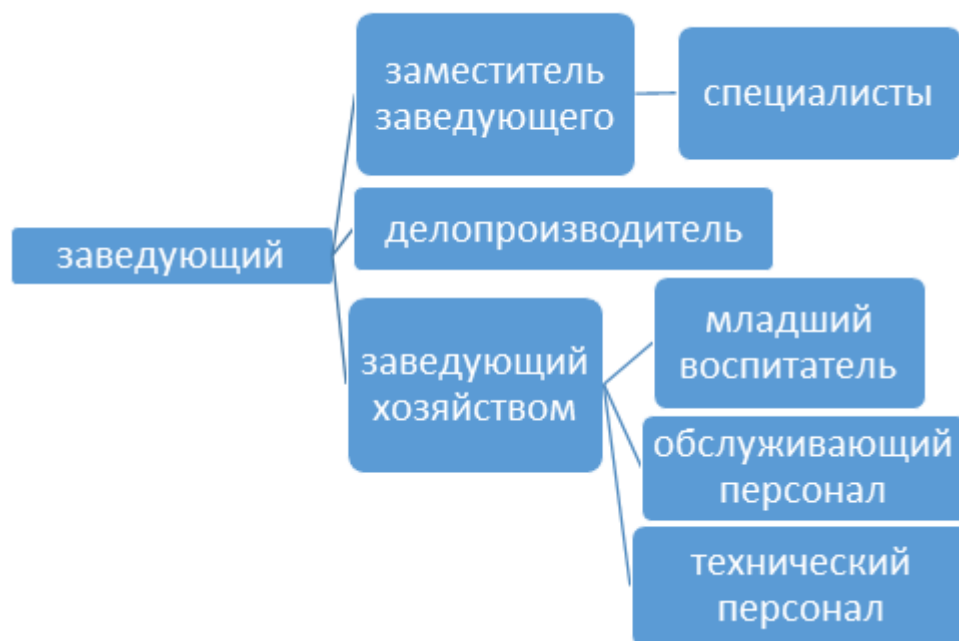 заместитель
заведующего
специалисты
делопроизводитель
заведующий
заведующий
хозяйством
младший
воспитатель
обслуживающий
персонал
технический
персонал